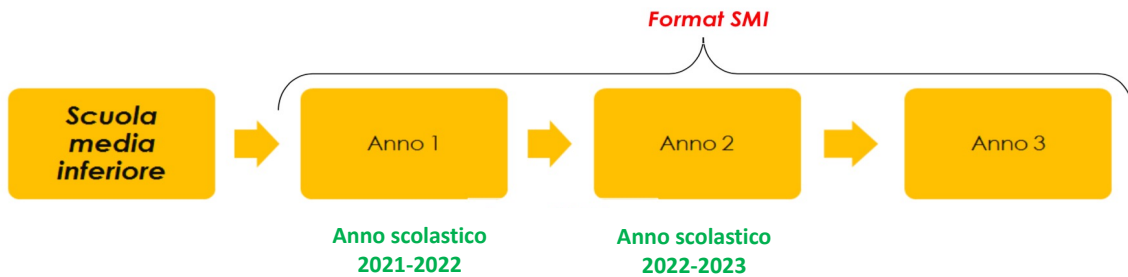 Format SMI
Scuola
media
inferiore
Anno 1
Anno 2
Anno 3
Anno scolastico
2021-2022
Anno scolastico
2022-2023